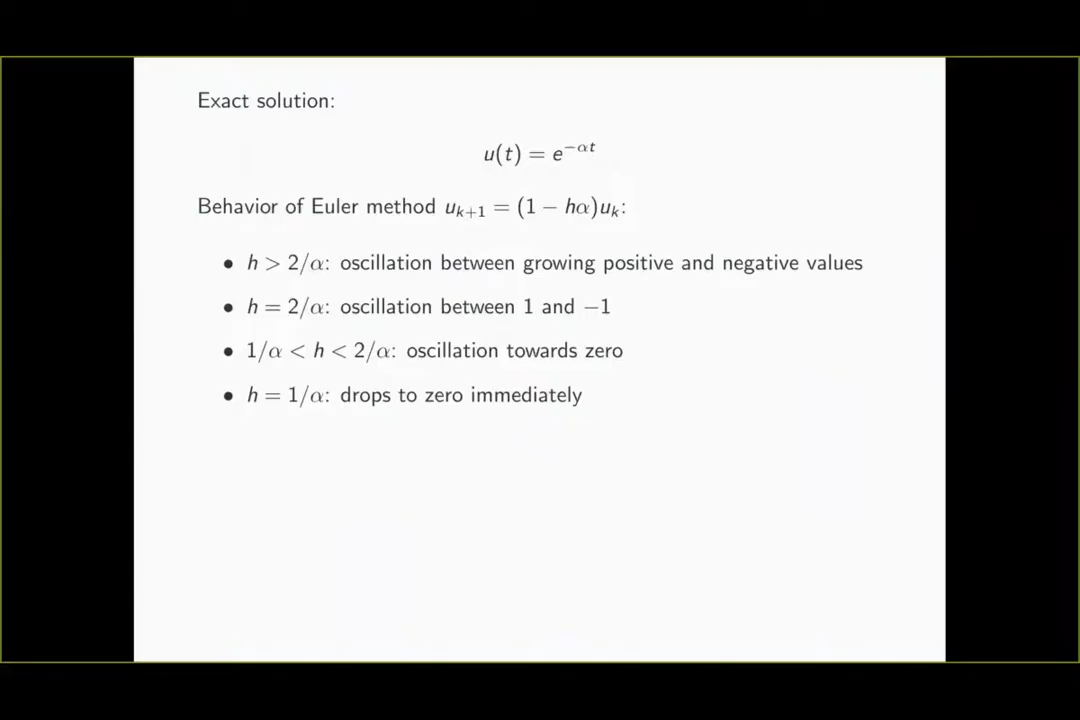 Exact solution:
u(t) = e^{−αt}
Behavior of Euler method u_{k+1} = (1 − hα)u_k:
• h > 2/α: oscillation between growing positive and negative values
• h = 2/α: oscillation between 1 and −1
• 1/α < h < 2/α: oscillation towards zero
• h = 1/α: drops to zero immediately